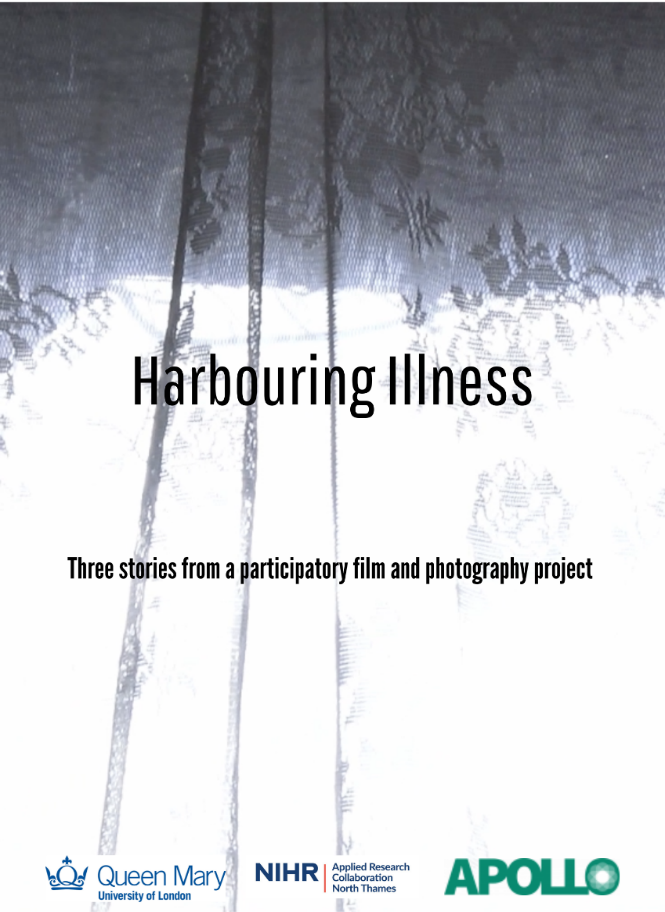 Harbouring Illness
Three stories from a participatory film and photography project
Queen Mary
University of London
NIHR
Applied Research
Collaboration
North Thames
APOLLO